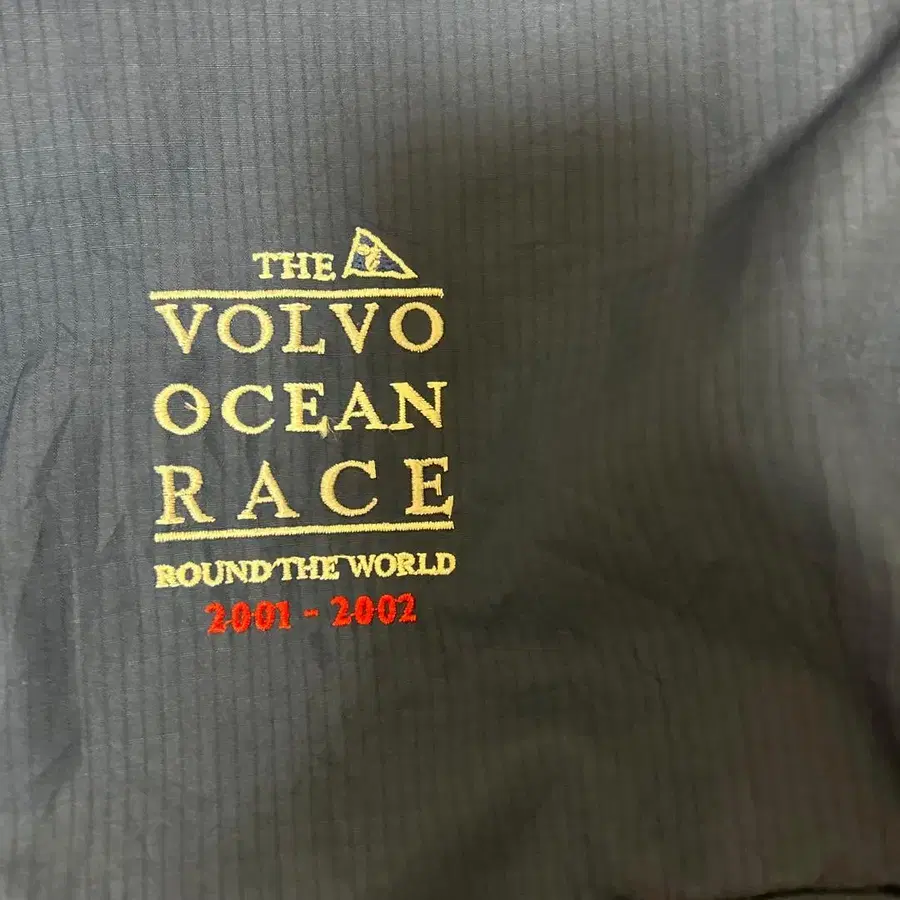 THE
VOLVO
OCEAN
RACE
ROUND THE WORLD
2001 - 2002